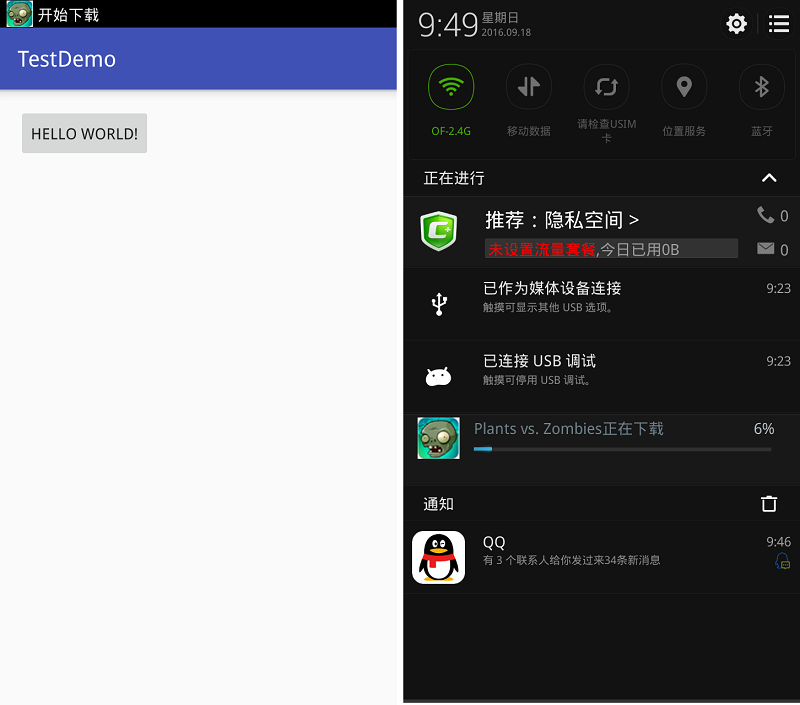 开始下载
TestDemo
HELLO WORLD!
9:49 星期日
2016.09.18
OF-2.4G
移动数据
请检查USIM
卡
位置服务
蓝牙
正在进行
推荐：隐私空间 >
0
未设置流量套餐,今日已用0B
0
已作为媒体设备连接
9:23
触摸可显示其他 USB 选项。
已连接 USB 调试
9:23
触摸可停用 USB 调试。
Plants vs. Zombies正在下载
6%
通知
QQ
9:46
有 3 个联系人给你发过来34条新消息